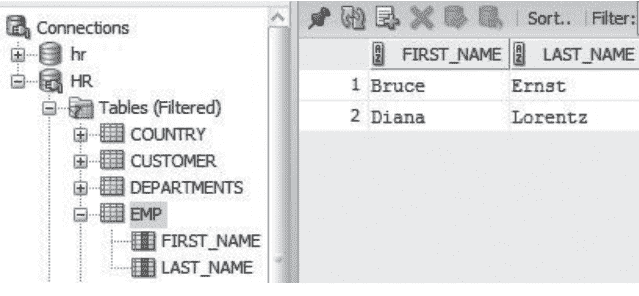 Connections
hr
HR
Tables (Filtered)
COUNTRY
CUSTOMER
DEPARTMENTS
EMP
FIRST_NAME
LAST_NAME
Sort.. Filter:
FIRST_NAME LAST_NAME
1 Bruce Ernst
2 Diana Lorentz